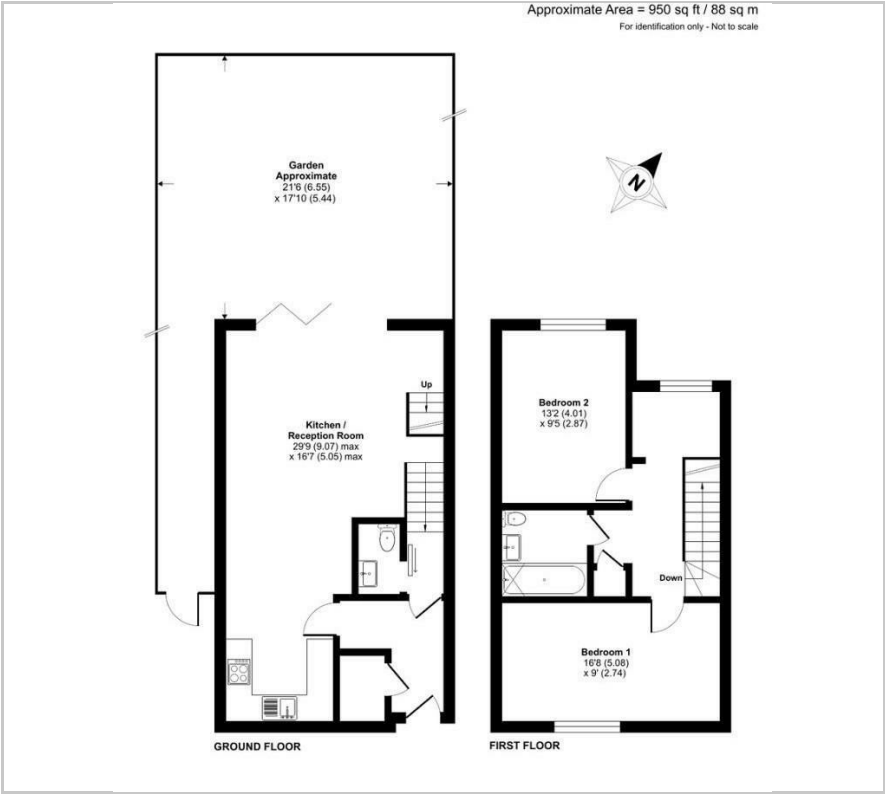 Approximate Area = 950 sq ft / 88 sq m
For identification only - Not to scale
Garden
Approximate
21'6 (6.55)
x 17'10 (5.44)
N
Up
Kitchen /
Reception Room
29'9 (9.07) max
x 16'7 (5.05) max
Bedroom 2
13'2 (4.01)
x 9'5 (2.87)
Down
Bedroom 1
16'8 (5.08)
x 9' (2.74)
GROUND FLOOR
FIRST FLOOR